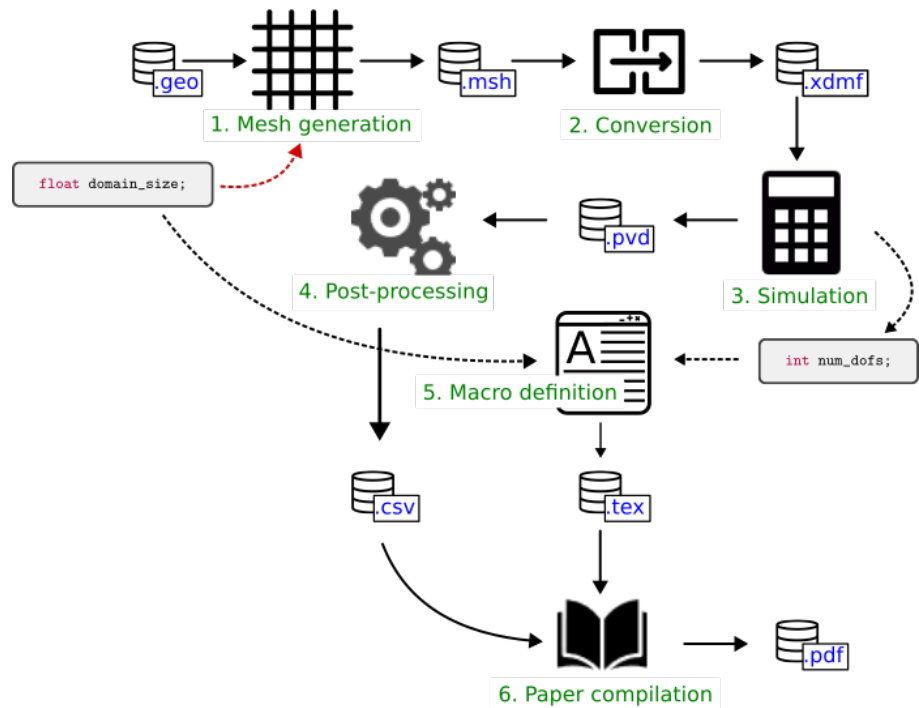 .geo
.msh
.xdmf
1. Mesh generation
2. Conversion
float domain_size;
.pvd
4. Post-processing
3. Simulation
A
int num_dofs;
5. Macro definition
.csv
.tex
.pdf
6. Paper compilation